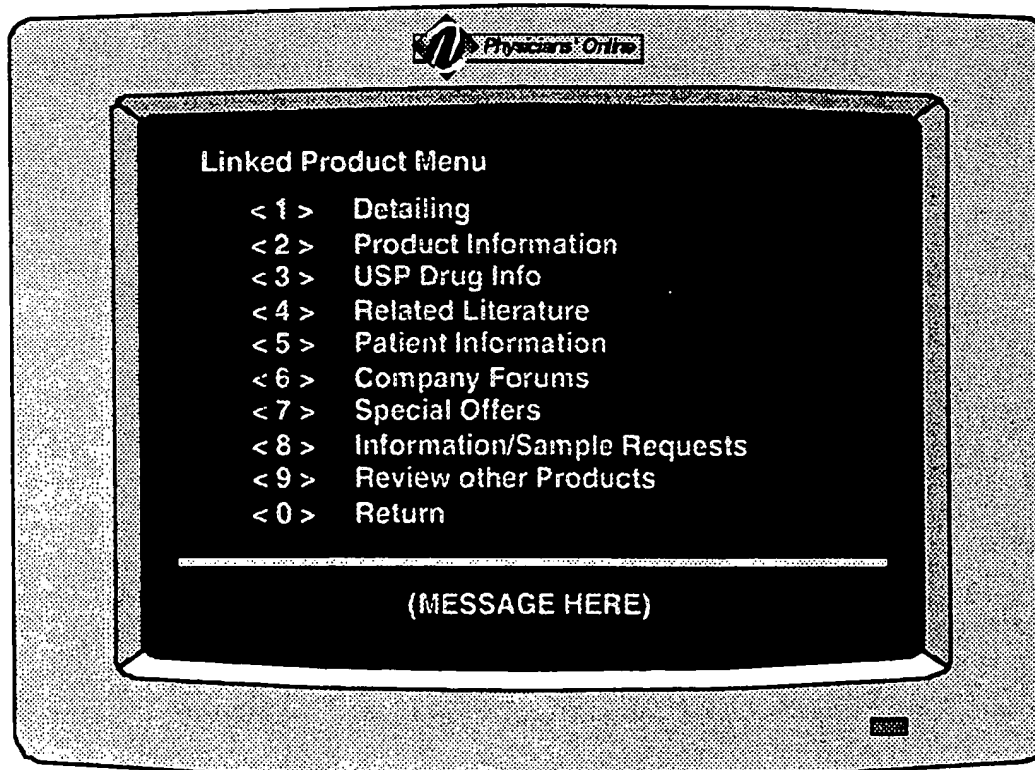 Physicians' Online
Linked Product Menu
< 1 > Detailing
< 2 > Product Information
< 3 > USP Drug Info
< 4 > Related Literature
< 5 > Patient Information
< 6 > Company Forums
< 7 > Special Offers
< 8 > Information/Sample Requests
< 9 > Review other Products
< 0 > Return
(MESSAGE HERE)